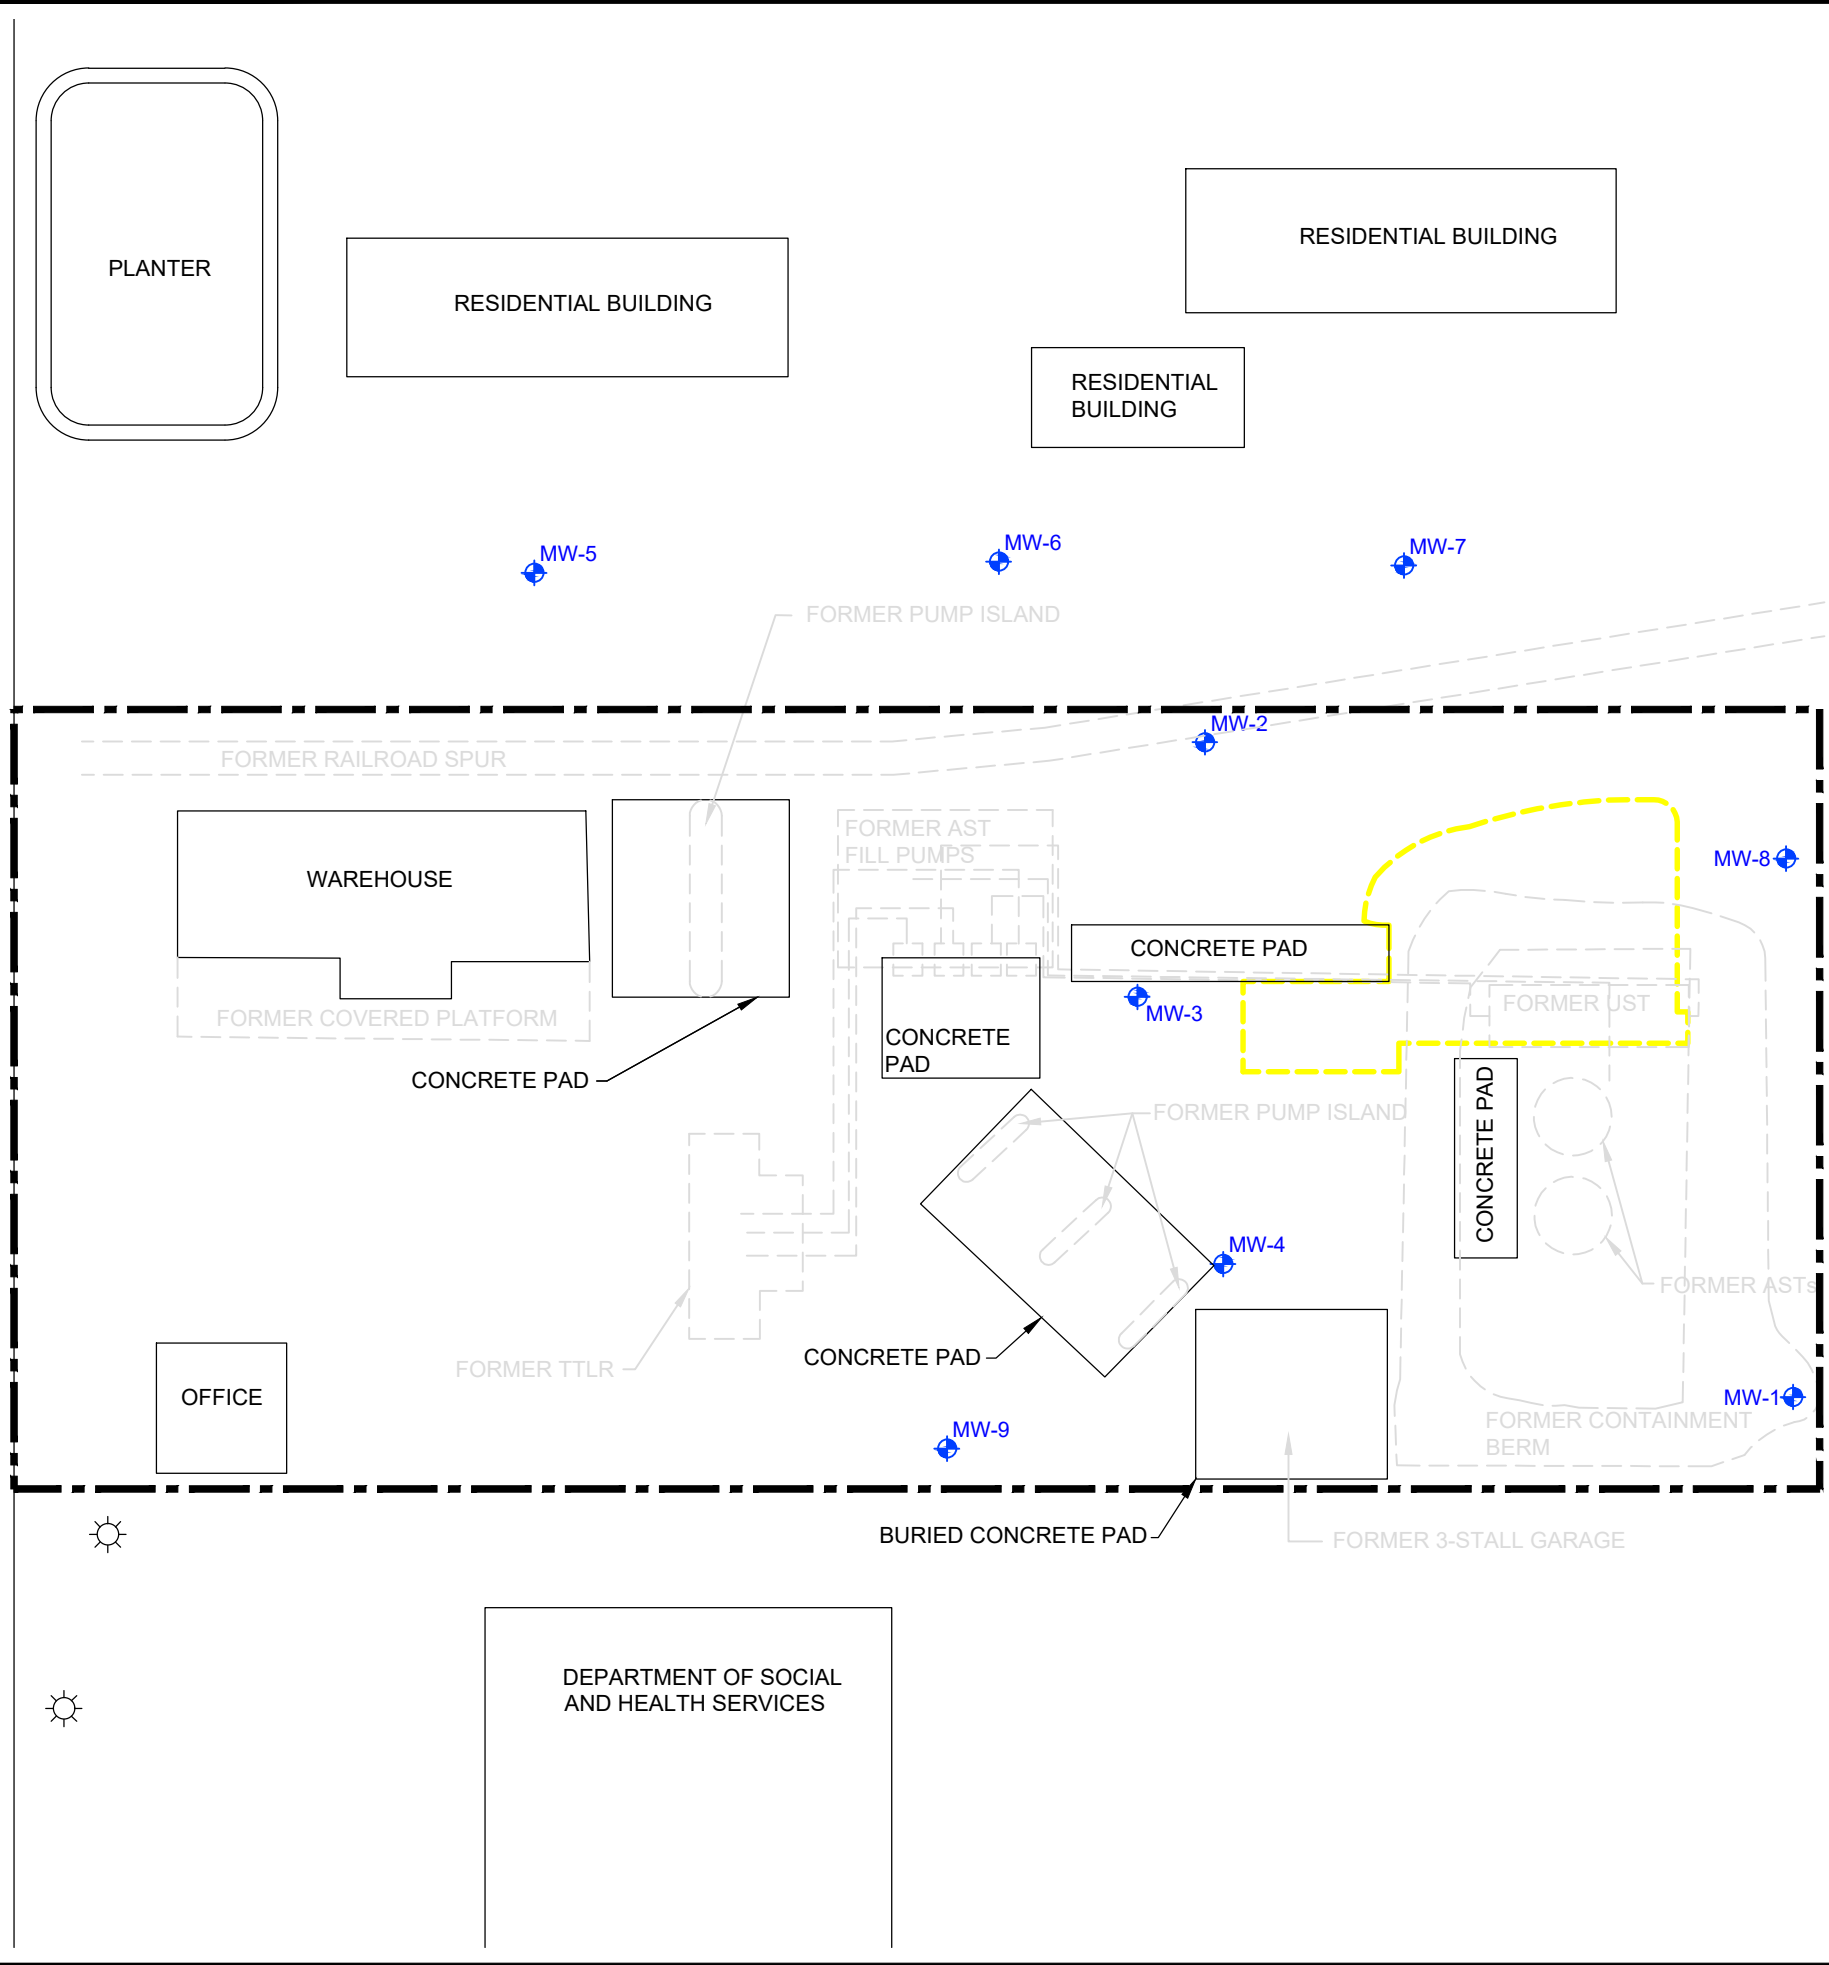 PLANTER
RESIDENTIAL BUILDING
RESIDENTIAL BUILDING
RESIDENTIAL
BUILDING
MW-5
MW-6
MW-7
FORMER PUMP ISLAND
MW-2
FORMER RAILROAD SPUR
FORMER AST
FILL PUMPS
MW-8
WAREHOUSE
CONCRETE PAD
FORMER UST
MW-3
FORMER COVERED PLATFORM
CONCRETE
PAD
CONCRETE PAD
FORMER PUMP ISLAND
CONCRETE PAD
MW-4
FORMER ASTs
CONCRETE PAD
FORMER TTLR
OFFICE
MW-1
FORMER CONTAINMENT
BERM
MW-9
BURIED CONCRETE PAD
FORMER 3-STALL GARAGE
DEPARTMENT OF SOCIAL
AND HEALTH SERVICES